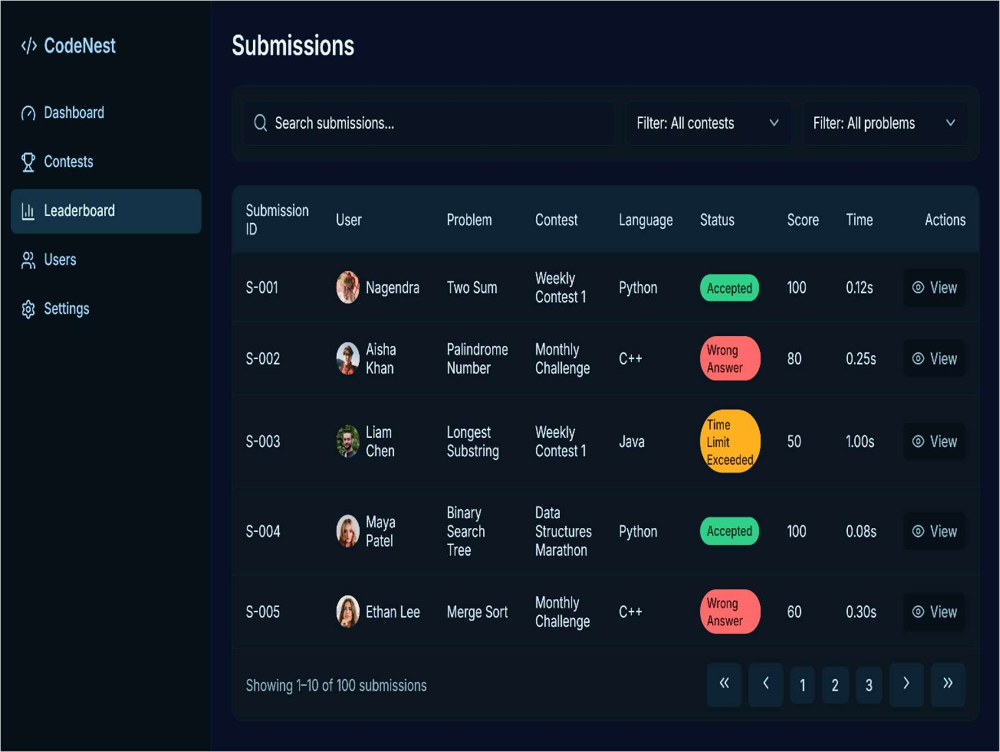 CodeNest
Dashboard
Contests
Leaderboard
Users
Settings
Submissions
Search submissions...
Filter: All contests
Filter: All problems
Submission
ID
User
Problem
Contest
Language
Status
Score
Time
Actions
S-001
Nagendra
Two Sum
Weekly
Contest 1
Python
Accepted
100
0.12s
View
S-002
Aisha
Khan
Palindrome
Number
Monthly
Challenge
C++
Wrong
Answer
80
0.25s
View
S-003
Liam
Chen
Longest
Substring
Weekly
Contest 1
Java
Time
Limit
Exceeded
50
1.00s
View
S-004
Maya
Patel
Binary
Search
Tree
Data
Structures
Marathon
Python
Accepted
100
0.08s
View
S-005
Ethan Lee
Merge Sort
Monthly
Challenge
C++
Wrong
Answer
60
0.30s
View
Showing 1–10 of 100 submissions
« ‹ 1 2 3 › »